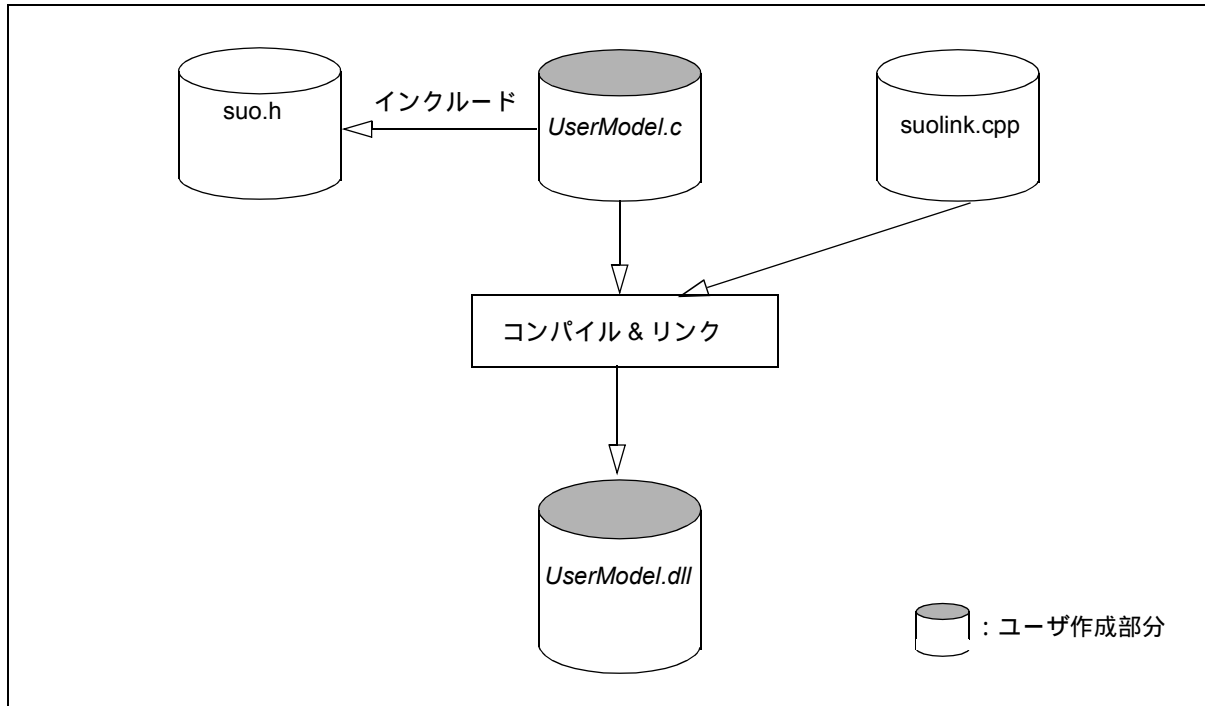 suo.h
インクルード
UserModel.c
suolink.cpp
コンパイル & リンク
UserModel.dll
: ユーザ作成部分